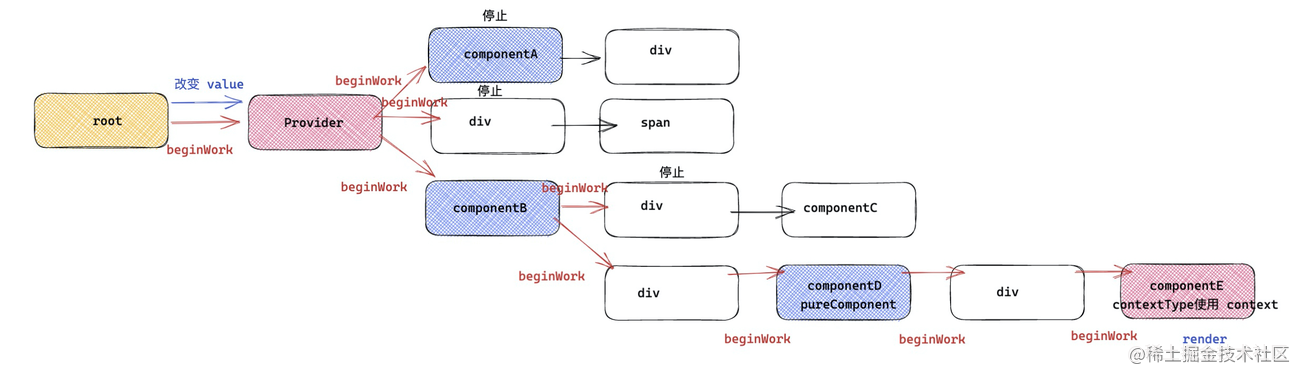 停止
componentA
div
改变 value
beginWork
停止
beginWork
root
Provider
div
span
beginWork
停止
beginWork
beginWork
componentB
div
componentC
beginWork
div
componentD
pureComponent
div
componentE
contextType使用 context
beginWork
beginWork
beginWork
render
@稀土掘金技术社区